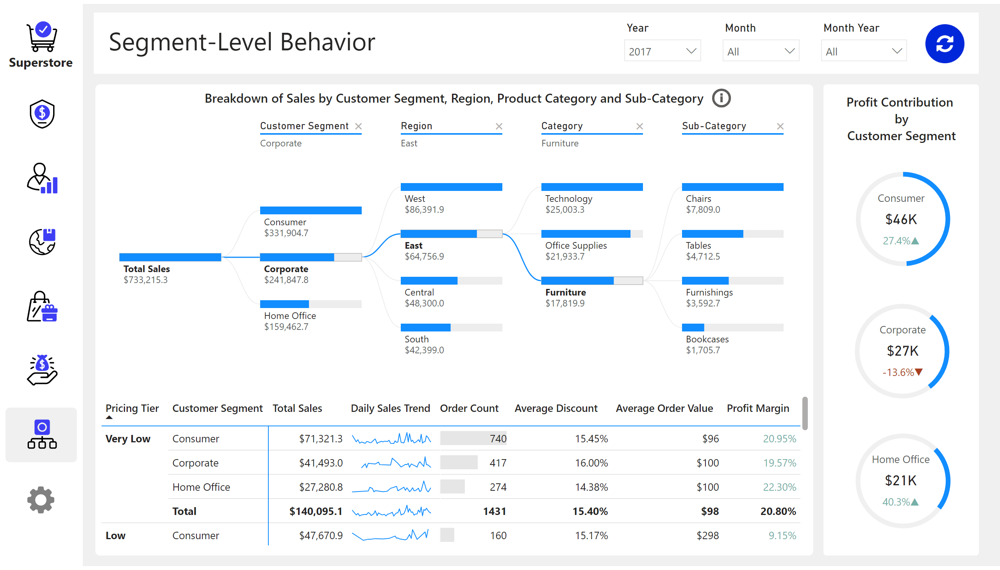 Superstore
Segment-Level Behavior
Year
2017
Month
All
Month Year
All
Breakdown of Sales by Customer Segment, Region, Product Category and Sub-Category
Customer Segment
Corporate
Region
East
Category
Furniture
Sub-Category
Total Sales
$733,215.3
Consumer
$331,904.7
Corporate
$241,847.8
Home Office
$159,462.7
West
$86,391.9
East
$64,756.9
Central
$48,300.0
South
$42,399.0
Technology
$25,003.3
Office Supplies
$21,933.7
Furniture
$17,819.9
Chairs
$7,809.0
Tables
$4,712.5
Furnishings
$3,592.7
Bookcases
$1,705.7
Pricing Tier Customer Segment Total Sales Daily Sales Trend Order Count Average Discount Average Order Value Profit Margin
Very Low Consumer $71,321.3 740 15.45% $96 20.95%
Corporate $41,493.0 417 16.00% $100 19.57%
Home Office $27,280.8 274 14.38% $100 22.30%
Total $140,095.1 1431 15.40% $98 20.80%
Low Consumer $47,670.9 160 15.17% $298 9.15%
Profit Contribution
by
Customer Segment
Consumer
$46K
27.4%▲
Corporate
$27K
-13.6%▼
Home Office
$21K
40.3%▲